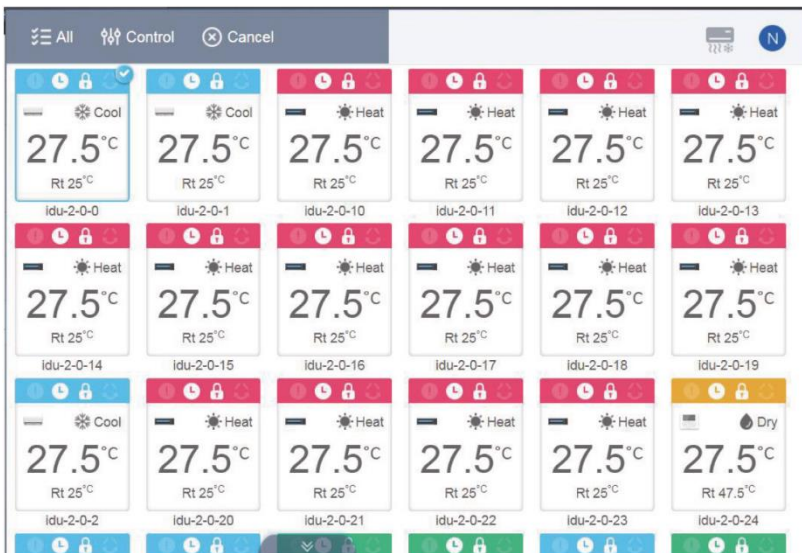 All Control Cancel N
Cool Cool Heat Heat Heat Heat
27.5°C 27.5°C 27.5°C 27.5°C 27.5°C 27.5°C
Rt 25°C Rt 25°C Rt 25°C Rt 25°C Rt 25°C Rt 25°C
idu-2-0-0 idu-2-0-1 idu-2-0-10 idu-2-0-11 idu-2-0-12 idu-2-0-13
Heat Heat Heat Heat Heat Heat
27.5°C 27.5°C 27.5°C 27.5°C 27.5°C 27.5°C
Rt 25°C Rt 25°C Rt 25°C Rt 25°C Rt 25°C Rt 25°C
idu-2-0-14 idu-2-0-15 idu-2-0-16 idu-2-0-17 idu-2-0-18 idu-2-0-19
Cool Heat Heat Heat Heat Dry
27.5°C 27.5°C 27.5°C 27.5°C 27.5°C 27.5°C
Rt 25°C Rt 25°C Rt 25°C Rt 25°C Rt 25°C Rt 47.5°C
idu-2-0-2 idu-2-0-20 idu-2-0-21 idu-2-0-22 idu-2-0-23 idu-2-0-24